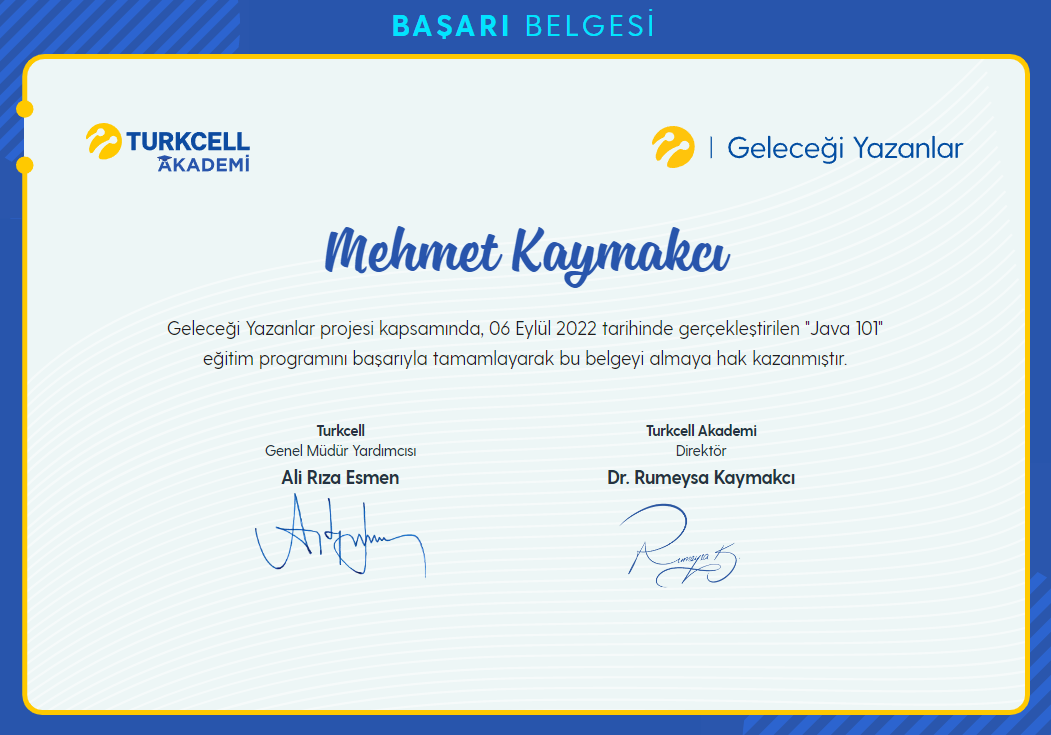 BAŞARI BELGESİ
TURKCELL
AKADEMİ
Geleceği Yazanlar
Mehmet Kaymakcı
Geleceği Yazanlar projesi kapsamında, 06 Eylül 2022 tarihinde gerçekleştirilen "Java 101"
eğitim programını başarıyla tamamlayarak bu belgeyi almaya hak kazanmıştır.
Turkcell
Genel Müdür Yardımcısı
Ali Rıza Esmen
Turkcell Akademi
Direktör
Dr. Rumeysa Kaymakcı